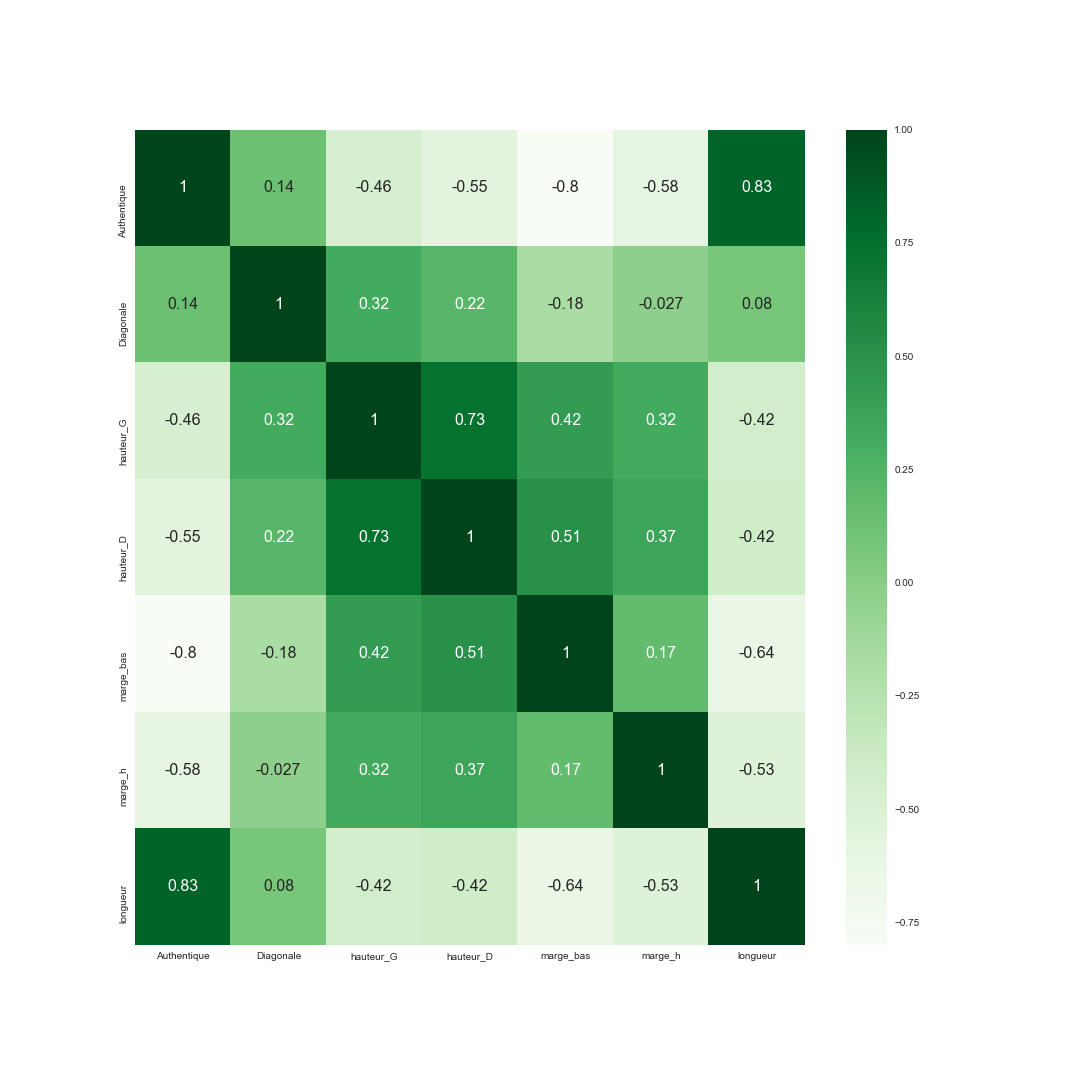 Authentique 1 0.14 -0.46 -0.55 -0.8 -0.58 0.83
Diagonale 0.14 1 0.32 0.22 -0.18 -0.027 0.08
hauteur_G -0.46 0.32 1 0.73 0.42 0.32 -0.42
hauteur_D -0.55 0.22 0.73 1 0.51 0.37 -0.42
marge_bas -0.8 -0.18 0.42 0.51 1 0.17 -0.64
marge_h -0.58 -0.027 0.32 0.37 0.17 1 -0.53
longueur 0.83 0.08 -0.42 -0.42 -0.64 -0.53 1
Authentique Diagonale hauteur_G hauteur_D marge_bas marge_h longueur
1.00
0.75
0.50
0.25
0.00
−0.25
−0.50
−0.75